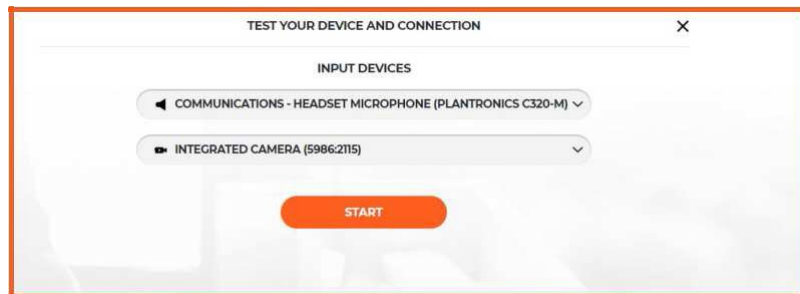 TEST YOUR DEVICE AND CONNECTION
INPUT DEVICES
COMMUNICATIONS - HEADSET MICROPHONE (PLANTRONICS C320-M)
INTEGRATED CAMERA (5986:2115)
START